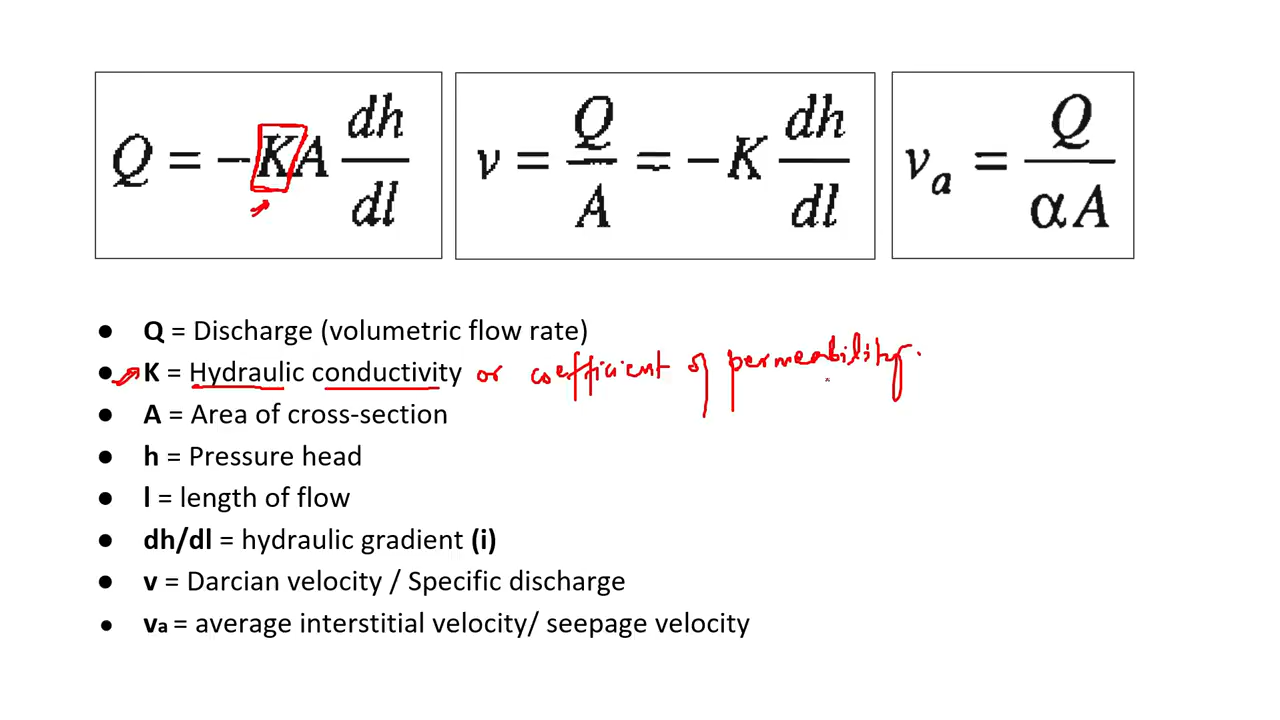 Q = -KA dh/dl
v = Q/A = -K dh/dl
va = Q/αA
● Q = Discharge (volumetric flow rate)
● K = Hydraulic conductivity or coefficient of permeability.
● A = Area of cross-section
● h = Pressure head
● l = length of flow
● dh/dl = hydraulic gradient (i)
● v = Darcian velocity / Specific discharge
● va = average interstitial velocity/ seepage velocity